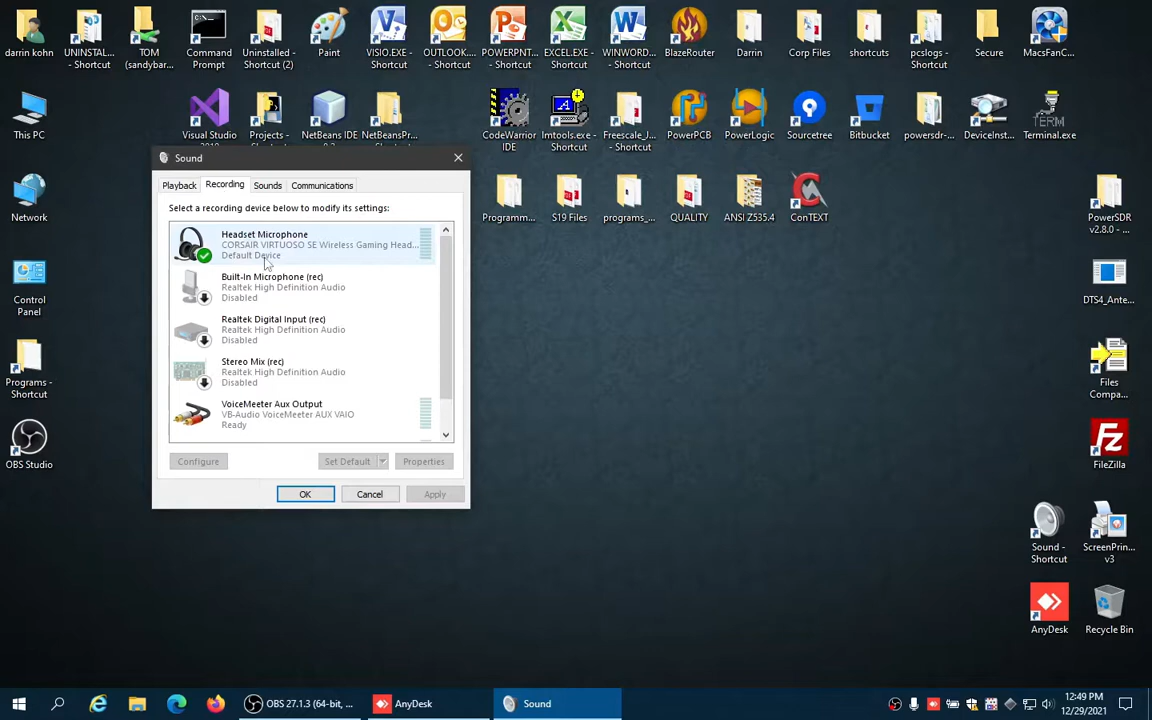 darrin kohn
UNINSTAL...
- Shortcut
TOM
(sandybar...
Command
Prompt
Uninstalled -
Shortcut (2)
Paint
VISIO.EXE -
Shortcut
OUTLOOK....
- Shortcut
POWERPNT...
- Shortcut
EXCEL.EXE -
Shortcut
WINWORD...
- Shortcut
BlazeRouter
Darrin
Corp Files
shortcuts
pcslogs -
Shortcut
Secure
MacsFanC...
This PC
Visual Studio
Projects -
NetBeans IDE
NetBeansPr...
CodeWarrior
IDE
lmtools.exe -
Shortcut
Freescale_J...
- Shortcut
PowerPCB
PowerLogic
Sourcetree
Bitbucket
powersdr-...
DeviceInst...
Terminal.exe
TERM
Network
Programm...
S19 Files
programs_...
QUALITY
ANSI Z535.4
ConTEXT
PowerSDR
v2.8.0 - ...
Control
Panel
DTS4_Ante...
Programs -
Shortcut
Files
Compa...
OBS Studio
FileZilla
Sound -
Shortcut
ScreenPrin...
v3
AnyDesk
Recycle Bin
Sound
Playback
Recording
Sounds
Communications
Select a recording device below to modify its settings:
Headset Microphone
CORSAIR VIRTUOSO SE Wireless Gaming Head...
Default Device
Built-In Microphone (rec)
Realtek High Definition Audio
Disabled
Realtek Digital Input (rec)
Realtek High Definition Audio
Disabled
Stereo Mix (rec)
Realtek High Definition Audio
Disabled
VoiceMeeter Aux Output
VB-Audio VoiceMeeter AUX VAIO
Ready
Configure
Set Default
Properties
OK
Cancel
Apply
OBS 27.1.3 (64-bit, ...
AnyDesk
Sound
12:49 PM
12/29/2021